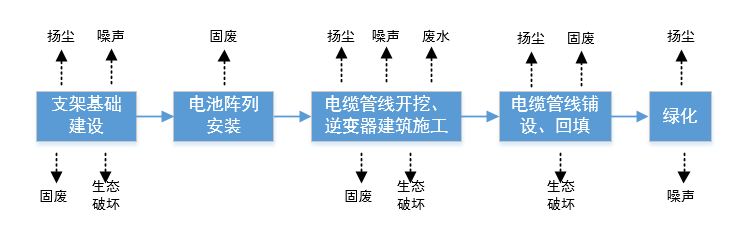 扬尘
噪声
固废
扬尘
噪声
废水
扬尘
固废
扬尘
支架基础
建设
电池阵列
安装
电缆管线开挖、
逆变器建筑施工
电缆管线铺
设、回填
绿化
固废
生态
破坏
固废
生态
破坏
生态
破坏
噪声